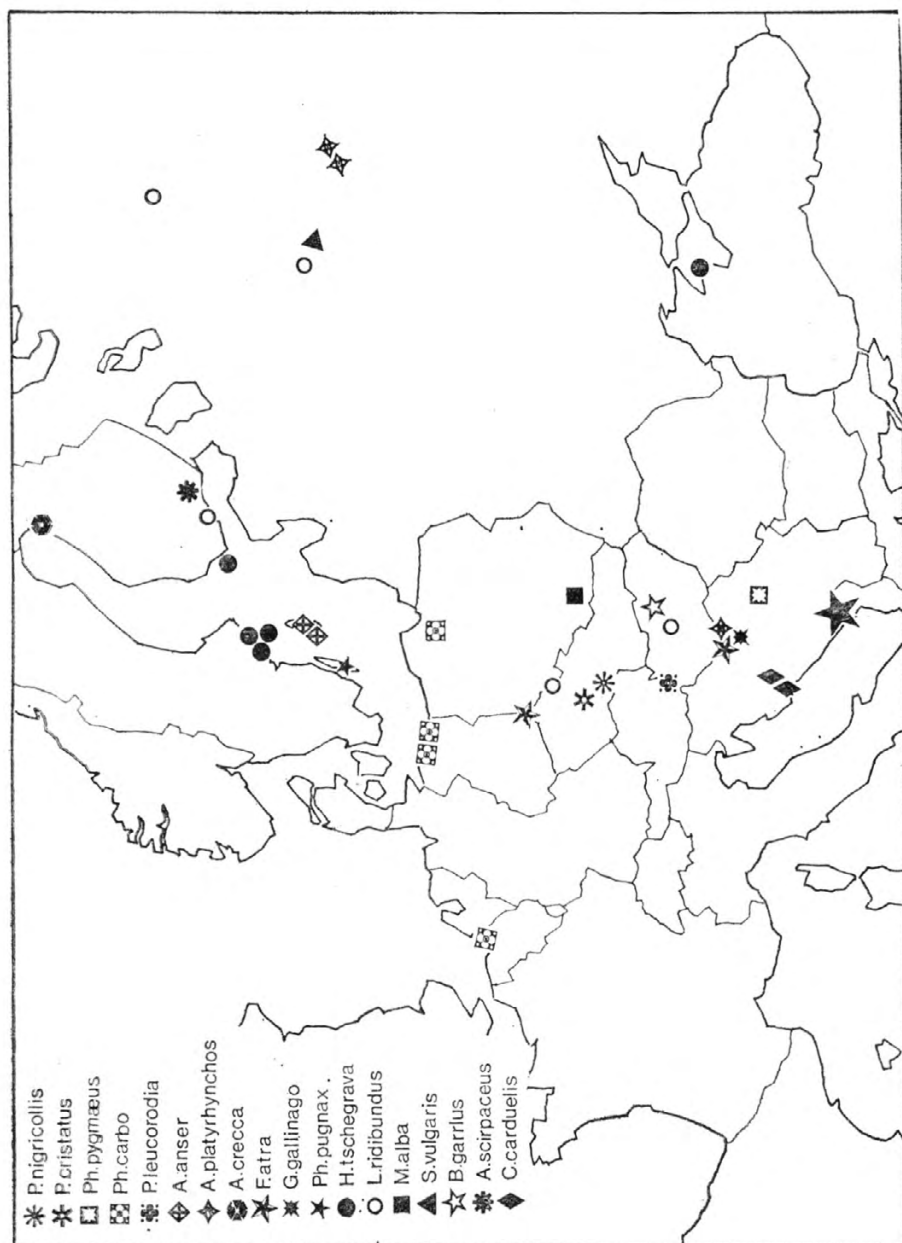 P.nigricollis
P.cristatus
Ph.pygmæus
Ph.carbo
P.leucorodia
A.anser
A.platyrhynchos
A.crecca
F.atra
G.gallinago
Ph.pugnax.
H.tschegrava
L.ridibundus
M.alba
S.vulgaris
B.garrlus
A.scirpaceus
C.carduelis